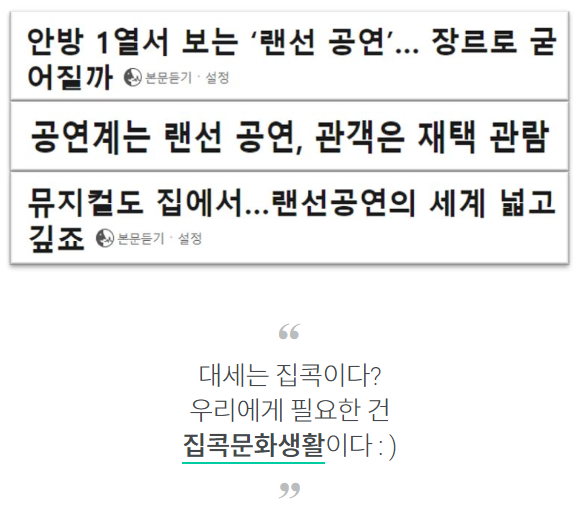 안방 1열서 보는 ‘랜선 공연’... 장르로 굳
어질까 본문듣기 · 설정
공연계는 랜선 공연, 관객은 재택 관람
뮤지컬도 집에서...랜선공연의 세계 넓고
깊죠 본문듣기 · 설정
“
대세는 집콕이다?
우리에게 필요한 건
집콕문화생활이다 : )
”